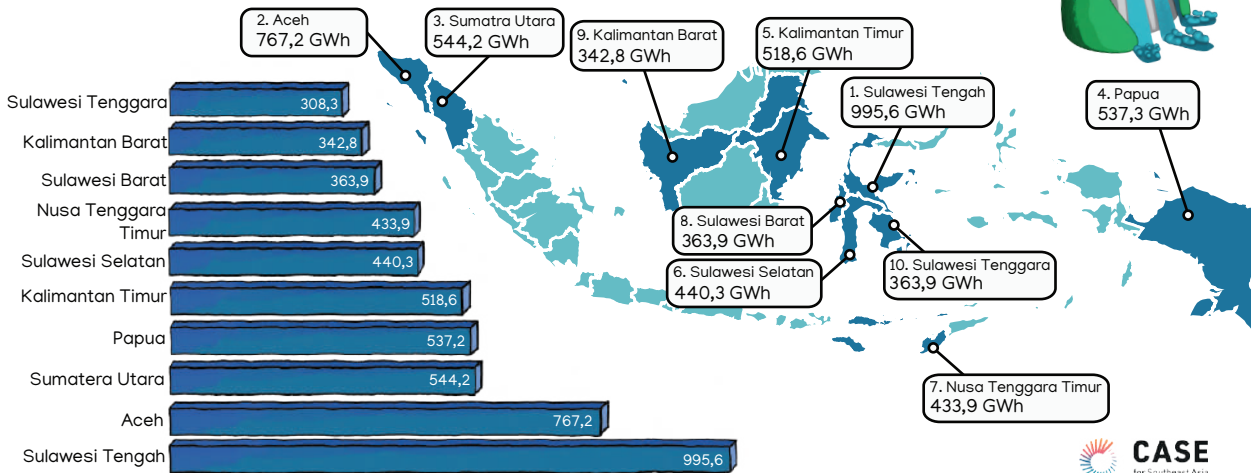 2. Aceh
767,2 GWh
3. Sumatra Utara
544,2 GWh
9. Kalimantan Barat
342,8 GWh
5. Kalimantan Timur
518,6 GWh
1. Sulawesi Tengah
995,6 GWh
4. Papua
537,3 GWh
8. Sulawesi Barat
363,9 GWh
6. Sulawesi Selatan
440,3 GWh
10. Sulawesi Tenggara
363,9 GWh
7. Nusa Tenggara Timur
433,9 GWh
Sulawesi Tenggara 308,3
Kalimantan Barat 342,8
Sulawesi Barat 363,9
Nusa Tenggara
Timur 433,9
Sulawesi Selatan 440,3
Kalimantan Timur 518,6
Papua 537,2
Sumatera Utara 544,2
Aceh 767,2
Sulawesi Tengah 995,6
CASE
for Southeast Asia